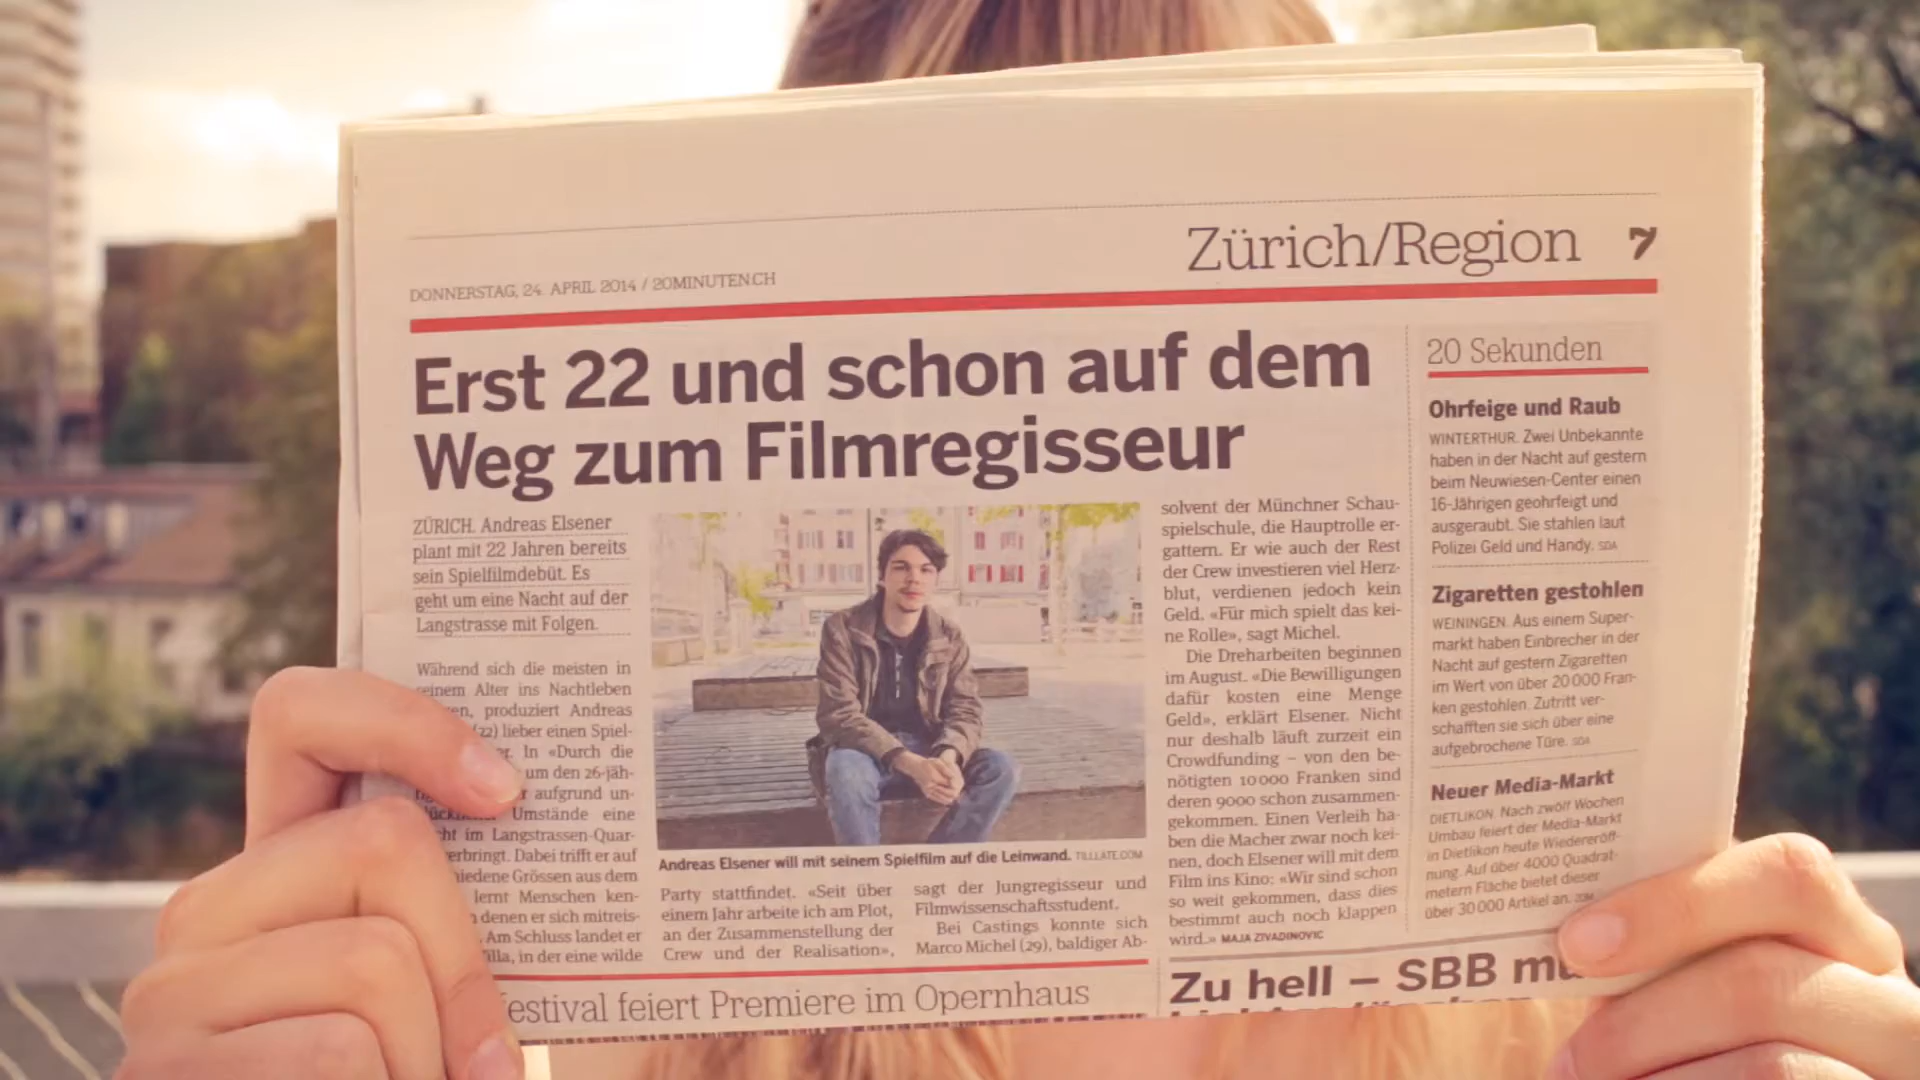 DONNERSTAG, 24. APRIL 2014 / 20MINUTEN.CH
Zürich/Region 7
Erst 22 und schon auf dem
Weg zum Filmregisseur
ZÜRICH. Andreas Elsener
plant mit 22 Jahren bereits
sein Spielfilmdebüt. Es
geht um eine Nacht auf der
Langstrasse mit Folgen.
Während sich die meisten in
seinem Alter ins Nachtleben
en, produziert Andreas
(22) lieber einen Spiel-
r. In «Durch die
um den 26-jäh-
r aufgrund un-
Umstände eine
ht im Langstrassen-Quar-
erbringt. Dabei trifft er auf
iedene Grössen aus dem
lernt Menschen ken-
denen er sich mitreis-
Am Schluss landet er
illa, in der eine wilde
Andreas Elsener will mit seinem Spielfilm auf die Leinwand. TILLLATE.COM
Party stattfindet. «Seit über
einem Jahr arbeite ich am Plot,
an der Zusammenstellung der
Crew und der Realisation»,
sagt der Jungregisseur und
Filmwissenschaftsstudent.
Bei Castings konnte sich
Marco Michel (29), baldiger Ab-
solvent der Münchner Schau-
spielschule, die Hauptrolle er-
gattern. Er wie auch der Rest
der Crew investieren viel Herz-
blut, verdienen jedoch kein
Geld. «Für mich spielt das kei-
ne Rolle», sagt Michel.
Die Dreharbeiten beginnen
im August. «Die Bewilligungen
dafür kosten eine Menge
Geld», erklärt Elsener. Nicht
nur deshalb läuft zurzeit ein
Crowdfunding – von den be-
nötigten 10000 Franken sind
deren 9000 schon zusammen-
gekommen. Einen Verleih ha-
ben die Macher zwar noch kei-
nen, doch Elsener will mit dem
Film ins Kino: «Wir sind schon
so weit gekommen, dass dies
bestimmt auch noch klappen
wird.» MAJA ZIVADINOVIC
20 Sekunden
Ohrfeige und Raub
WINTERTHUR. Zwei Unbekannte
haben in der Nacht auf gestern
beim Neuwiesen-Center einen
16-Jährigen geohrfeigt und
ausgeraubt. Sie stahlen laut
Polizei Geld und Handy. SDA
Zigaretten gestohlen
WEININGEN. Aus einem Super-
markt haben Einbrecher in der
Nacht auf gestern Zigaretten
im Wert von über 20000 Fran-
ken gestohlen. Zutritt ver-
schafften sie sich über eine
aufgebrochene Türe. SDA
Neuer Media-Markt
DIETLIKON. Nach zwölf Wochen
Umbau feiert der Media-Markt
in Dietlikon heute Wiedereröff-
nung. Auf über 4000 Quadrat-
metern Fläche bietet dieser
über 30000 Artikel an. 20M
estival feiert Premiere im Opernhaus
Zu hell – SBB mu